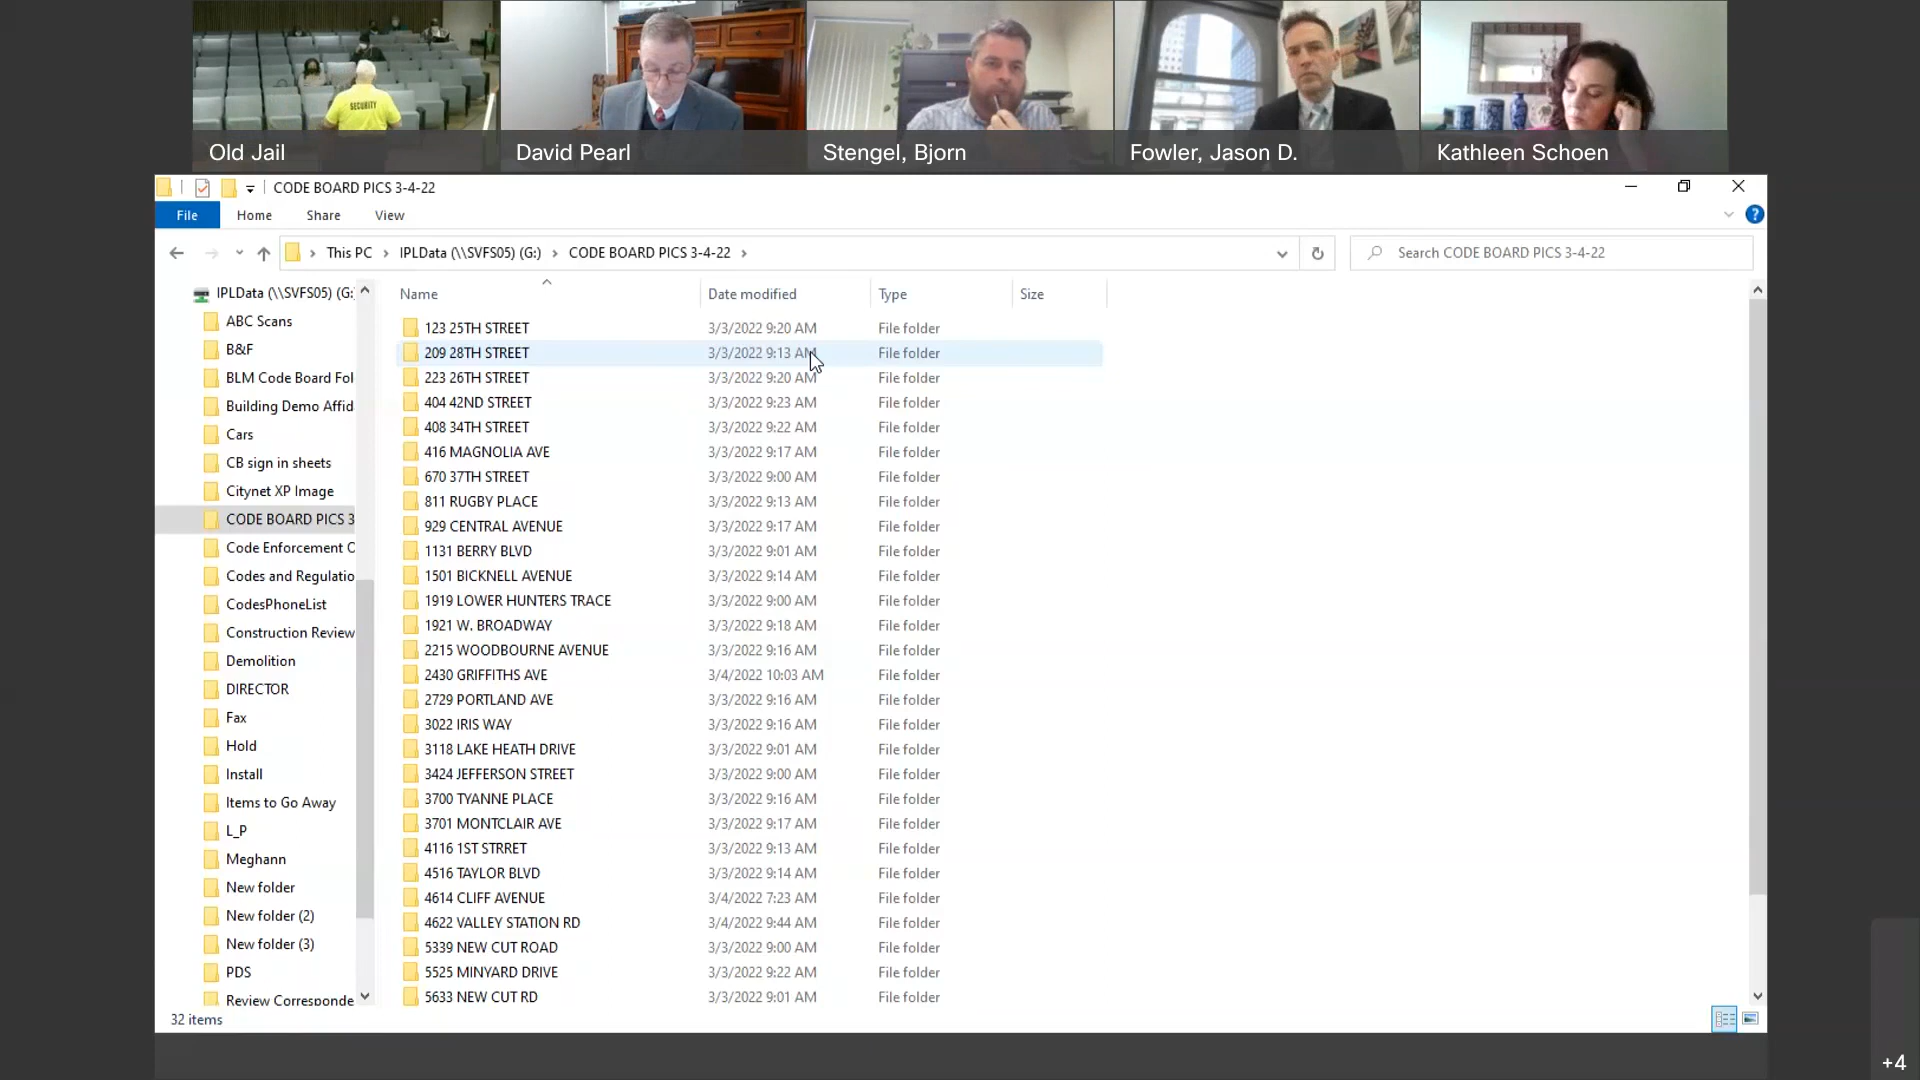 SECURITY
Old Jail
David Pearl
Stengel, Bjorn
Fowler, Jason D.
Kathleen Schoen
CODE BOARD PICS 3-4-22
File Home Share View
This PC IPLData (\\SVFS05) (G:) CODE BOARD PICS 3-4-22
Search CODE BOARD PICS 3-4-22
IPLData (\\SVFS05) (G:
ABC Scans
B&F
BLM Code Board Fol
Building Demo Affid
Cars
CB sign in sheets
Citynet XP Image
CODE BOARD PICS 3
Code Enforcement C
Codes and Regulatio
CodesPhoneList
Construction Review
Demolition
DIRECTOR
Fax
Hold
Install
Items to Go Away
L_P
Meghann
New folder
New folder (2)
New folder (3)
PDS
Review Corresponde
Name Date modified Type Size
123 25TH STREET 3/3/2022 9:20 AM File folder
209 28TH STREET 3/3/2022 9:13 AM File folder
223 26TH STREET 3/3/2022 9:20 AM File folder
404 42ND STREET 3/3/2022 9:23 AM File folder
408 34TH STREET 3/3/2022 9:22 AM File folder
416 MAGNOLIA AVE 3/3/2022 9:17 AM File folder
670 37TH STREET 3/3/2022 9:00 AM File folder
811 RUGBY PLACE 3/3/2022 9:13 AM File folder
929 CENTRAL AVENUE 3/3/2022 9:17 AM File folder
1131 BERRY BLVD 3/3/2022 9:01 AM File folder
1501 BICKNELL AVENUE 3/3/2022 9:14 AM File folder
1919 LOWER HUNTERS TRACE 3/3/2022 9:00 AM File folder
1921 W. BROADWAY 3/3/2022 9:18 AM File folder
2215 WOODBOURNE AVENUE 3/3/2022 9:16 AM File folder
2430 GRIFFITHS AVE 3/4/2022 10:03 AM File folder
2729 PORTLAND AVE 3/3/2022 9:16 AM File folder
3022 IRIS WAY 3/3/2022 9:16 AM File folder
3118 LAKE HEATH DRIVE 3/3/2022 9:01 AM File folder
3424 JEFFERSON STREET 3/3/2022 9:00 AM File folder
3700 TYANNE PLACE 3/3/2022 9:16 AM File folder
3701 MONTCLAIR AVE 3/3/2022 9:17 AM File folder
4116 1ST STRRET 3/3/2022 9:13 AM File folder
4516 TAYLOR BLVD 3/3/2022 9:14 AM File folder
4614 CLIFF AVENUE 3/4/2022 7:23 AM File folder
4622 VALLEY STATION RD 3/4/2022 9:44 AM File folder
5339 NEW CUT ROAD 3/3/2022 9:00 AM File folder
5525 MINYARD DRIVE 3/3/2022 9:22 AM File folder
5633 NEW CUT RD 3/3/2022 9:01 AM File folder
32 items
+4